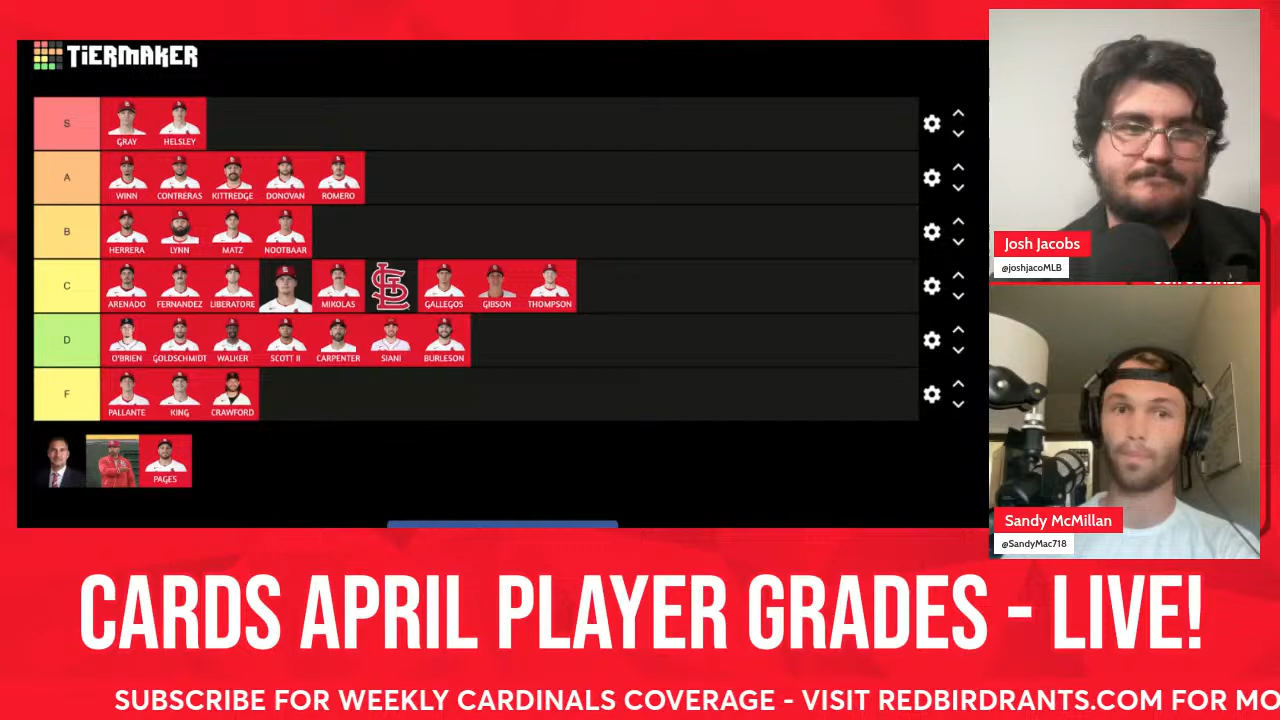 TiERMAKER
S
GRAY
HELSLEY
A
WINN
CONTRERAS
KITTREDGE
DONOVAN
ROMERO
B
HERRERA
LYNN
MATZ
NOOTBAAR
C
ARENADO
FERNANDEZ
LIBERATORE
MIKOLAS
GALLEGOS
GIBSON
THOMPSON
D
O'BRIEN
GOLDSCHMIDT
WALKER
SCOTT II
CARPENTER
SIANI
BURLESON
F
PALLANTE
KING
CRAWFORD
PAGES
Josh Jacobs
@joshjacoMLB
Sandy McMillan
@SandyMac718
CARDS APRIL PLAYER GRADES - LIVE!
SUBSCRIBE FOR WEEKLY CARDINALS COVERAGE - VISIT REDBIRDRANTS.COM FOR MO